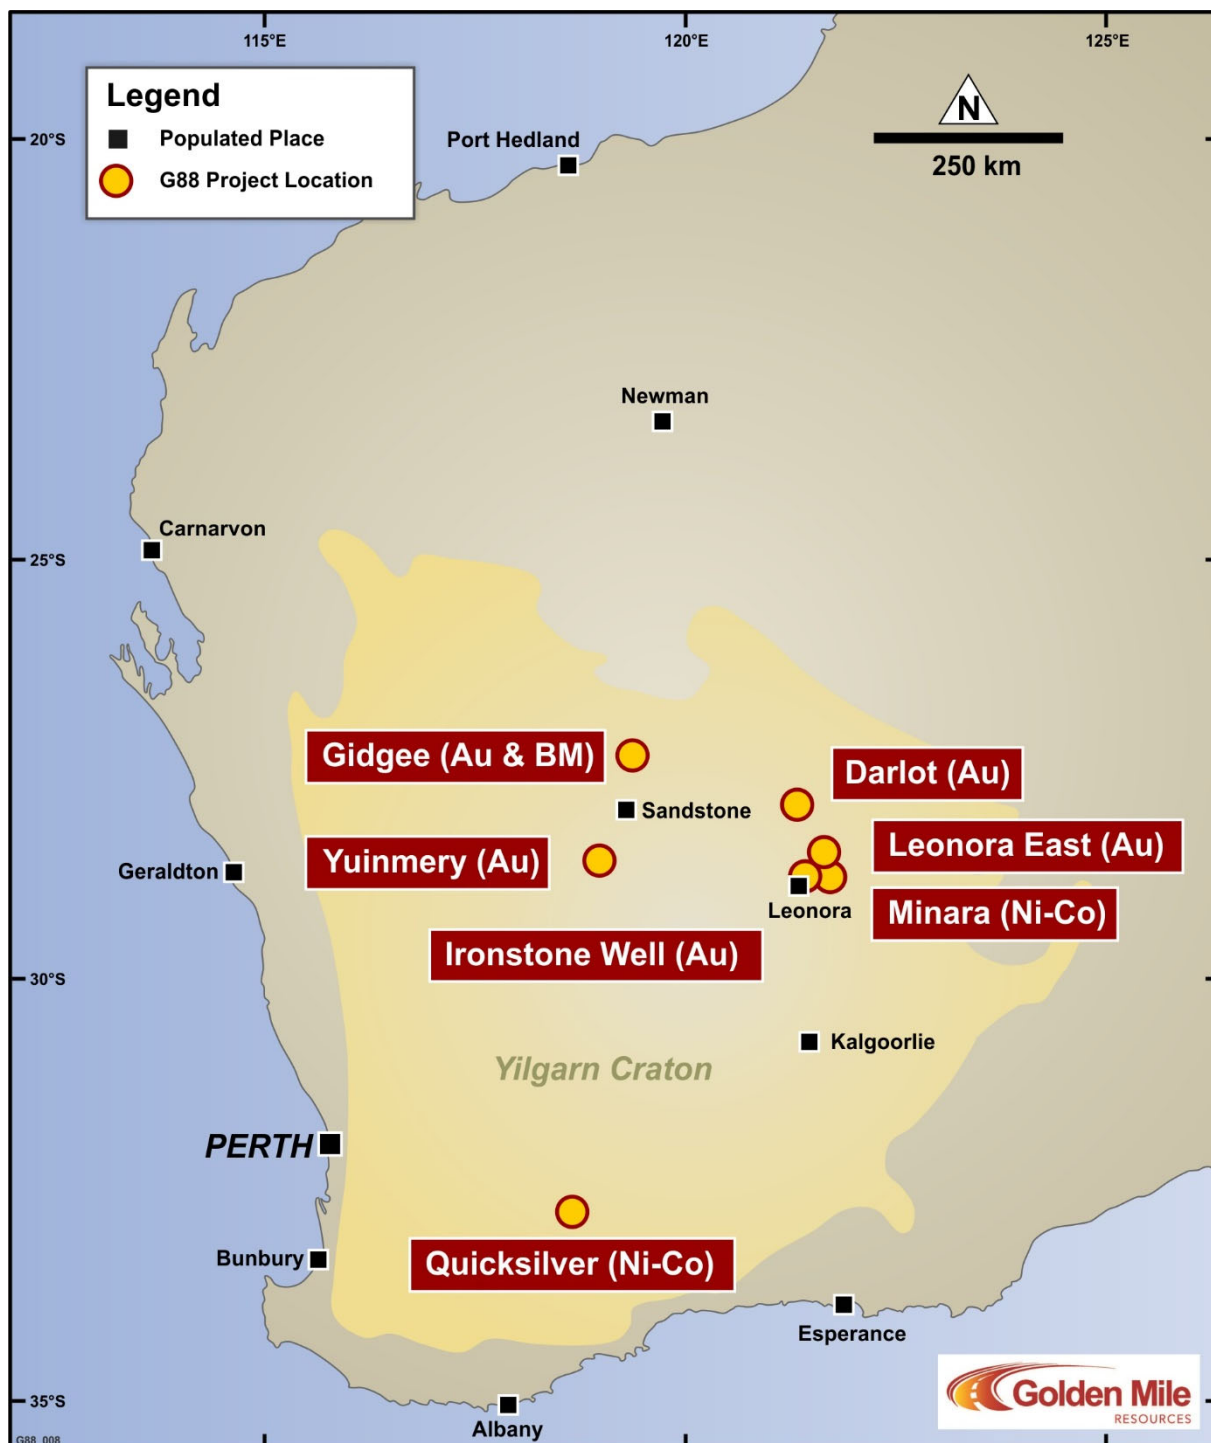 115°E
120°E
125°E
Legend
Populated Place
G88 Project Location
N
250 km
20°S
Port Hedland
Newman
Carnarvon
25°S
Gidgee (Au & BM)
Darlot (Au)
Sandstone
Leonora East (Au)
Yuinmery (Au)
Geraldton
Leonora
Minara (Ni-Co)
Ironstone Well (Au)
30°S
Kalgoorlie
Yilgarn Craton
PERTH
Bunbury
Quicksilver (Ni-Co)
Esperance
Golden Mile
RESOURCES
35°S
Albany
G88_008